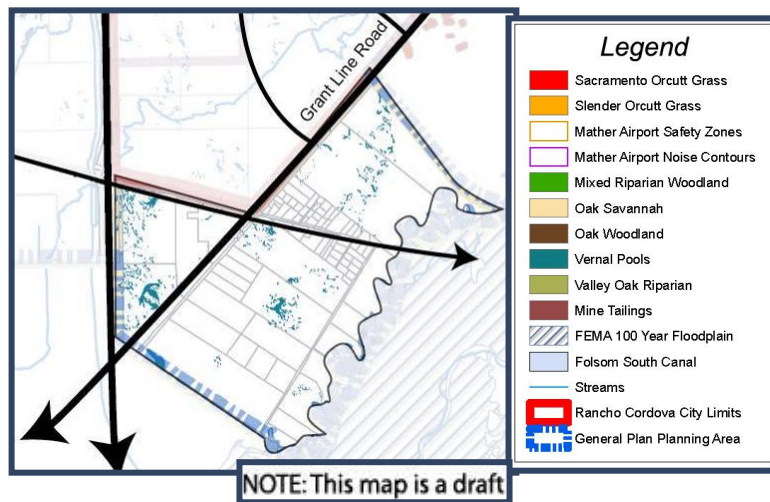 Grant Line Road
Legend
Sacramento Orcutt Grass
Slender Orcutt Grass
Mather Airport Safety Zones
Mather Airport Noise Contours
Mixed Riparian Woodland
Oak Savannah
Oak Woodland
Vernal Pools
Valley Oak Riparian
Mine Tailings
FEMA 100 Year Floodplain
Folsom South Canal
Streams
Rancho Cordova City Limits
General Plan Planning Area
NOTE: This map is a draft